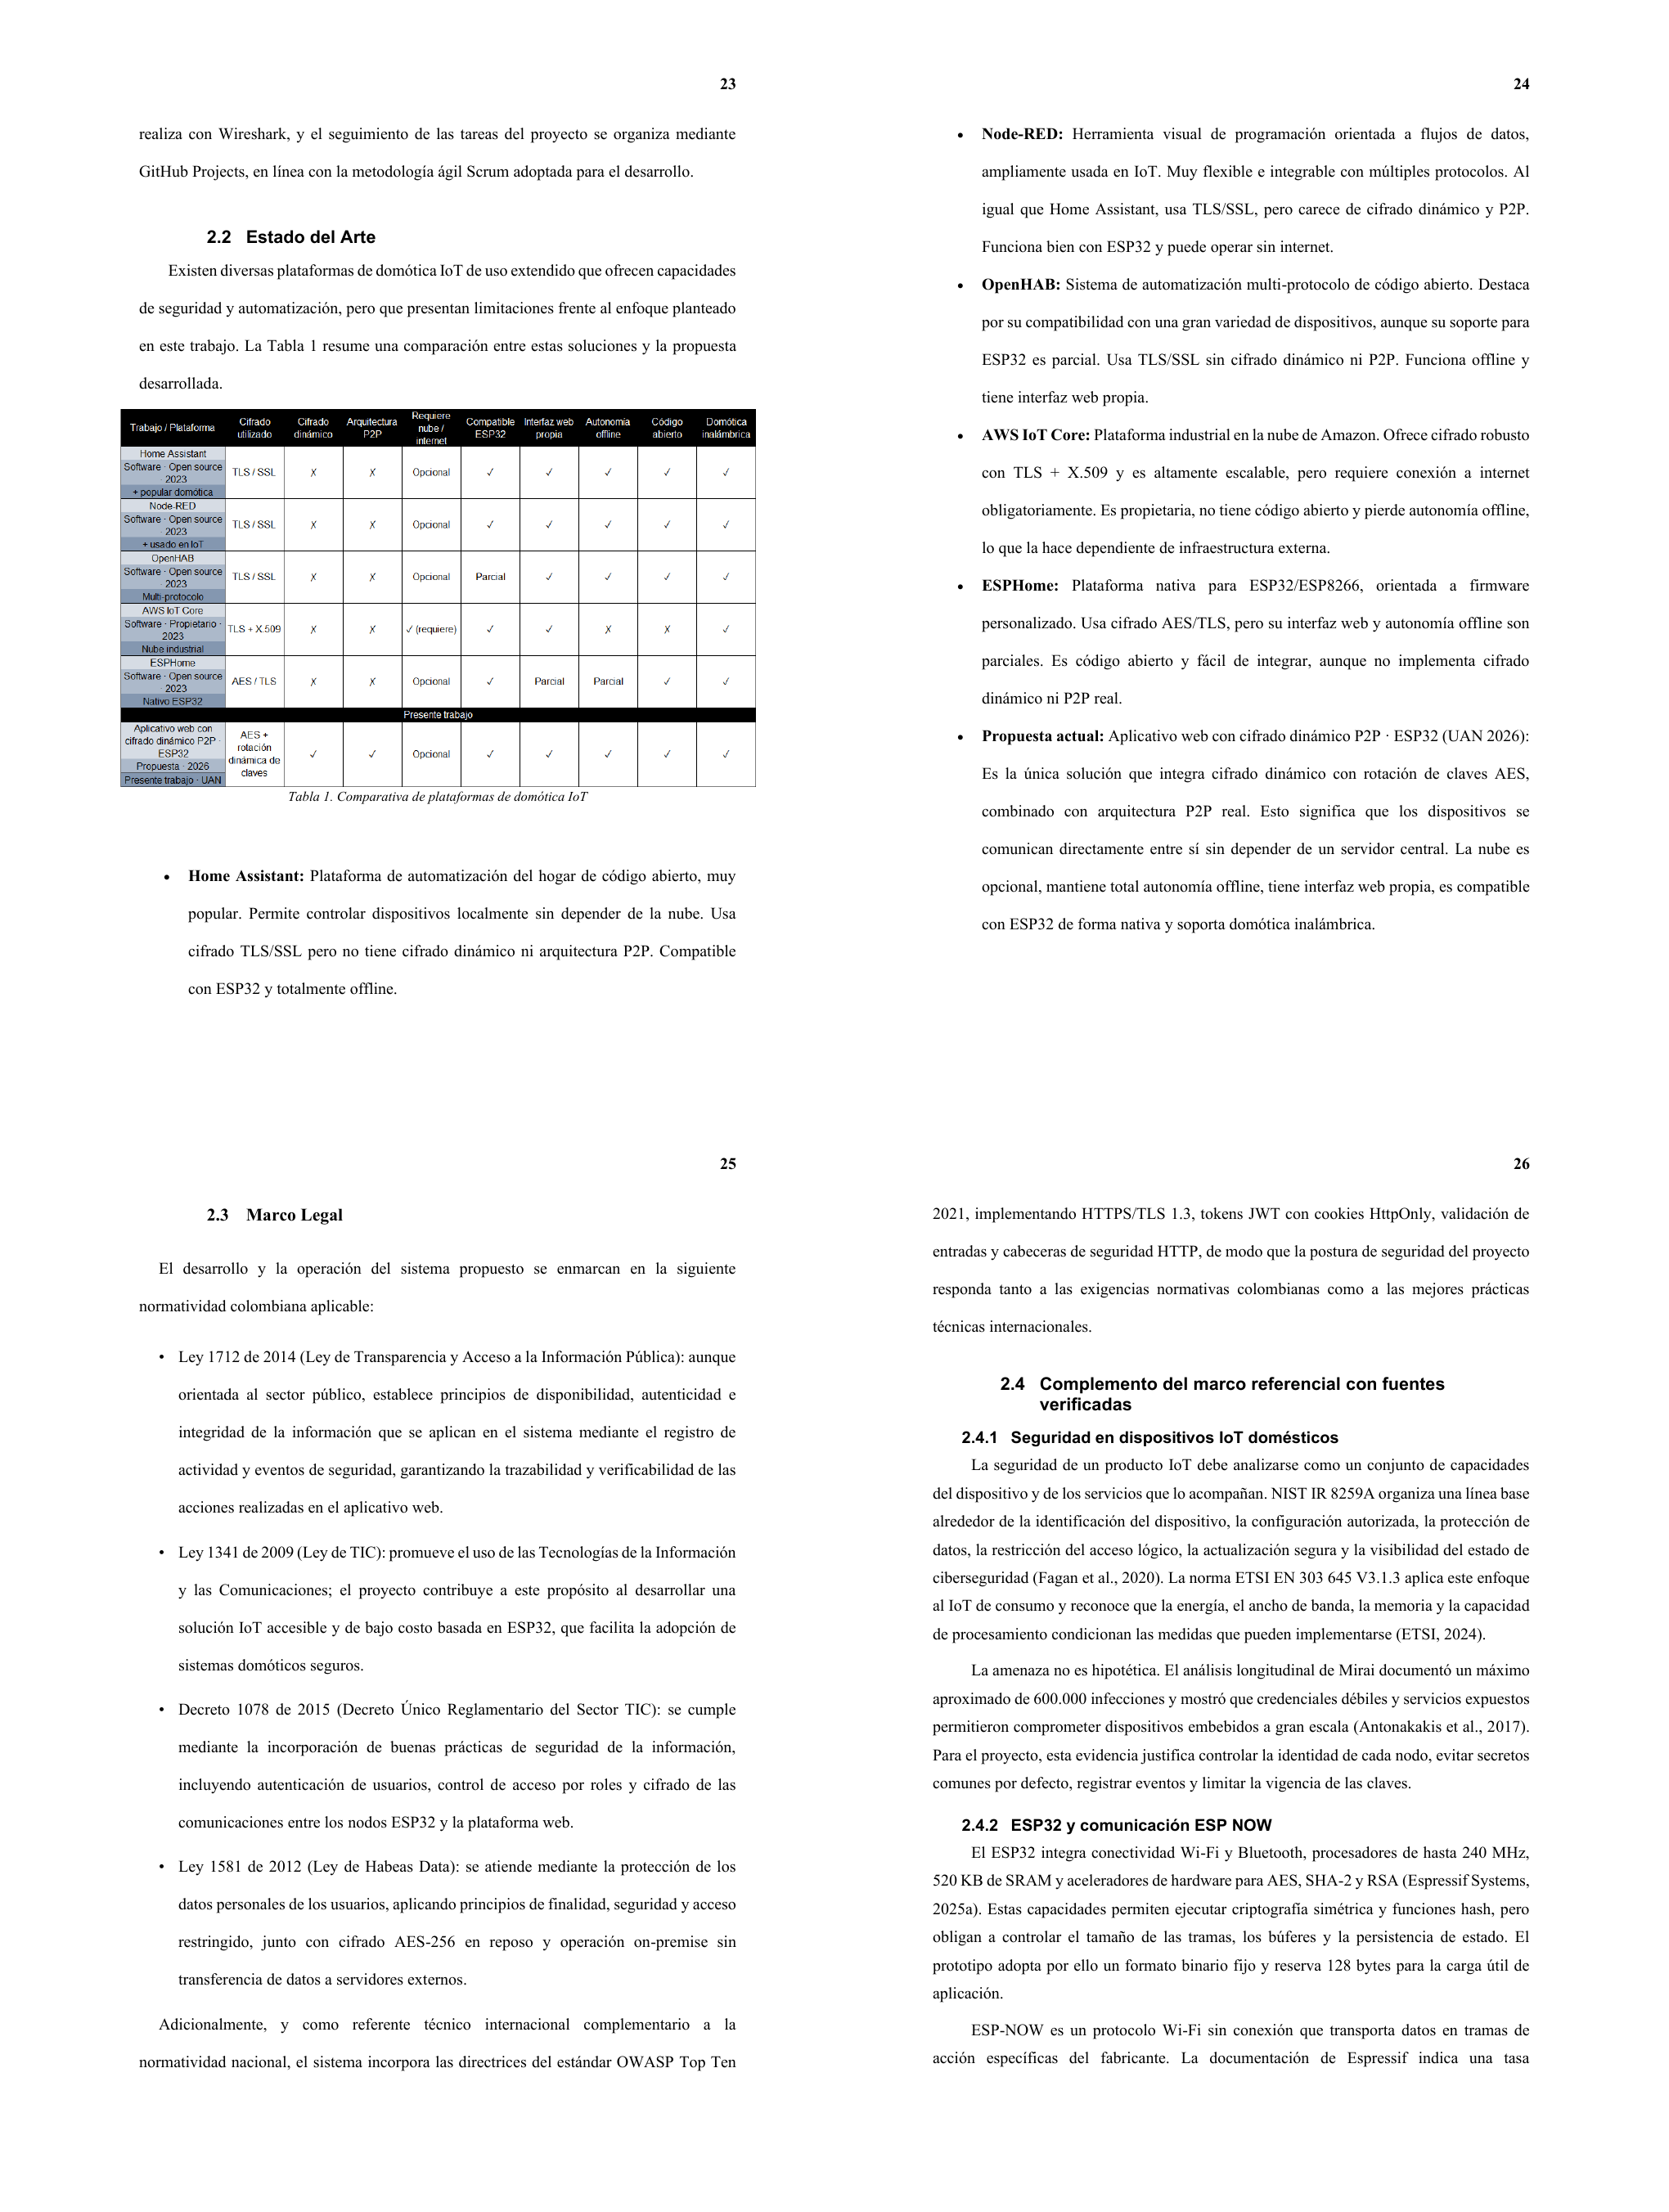 23
realiza con Wireshark, y el seguimiento de las tareas del proyecto se organiza mediante
GitHub Projects, en línea con la metodología ágil Scrum adoptada para el desarrollo.
2.2 Estado del Arte
Existen diversas plataformas de domótica IoT de uso extendido que ofrecen capacidades
de seguridad y automatización, pero que presentan limitaciones frente al enfoque planteado
en este trabajo. La Tabla 1 resume una comparación entre estas soluciones y la propuesta
desarrollada.
Trabajo / Plataforma | Cifrado utilizado | Cifrado dinámico | Arquitectura P2P | Requiere nube / internet | Compatible ESP32 | Interfaz web propia | Autonomía offline | Código abierto | Domótica inalámbrica
Home Assistant Software · Open source · 2023 + popular domótica | TLS / SSL | ✗ | ✗ | Opcional | ✓ | ✓ | ✓ | ✓ | ✓
Node-RED Software · Open source · 2023 + usado en IoT | TLS / SSL | ✗ | ✗ | Opcional | ✓ | ✓ | ✓ | ✓ | ✓
OpenHAB Software · Open source · 2023 Multi-protocolo | TLS / SSL | ✗ | ✗ | Opcional | Parcial | ✓ | ✓ | ✓ | ✓
AWS IoT Core Software · Propietario · 2023 Nube industrial | TLS + X.509 | ✗ | ✗ | ✓ (requiere) | ✓ | ✓ | ✗ | ✗ | ✓
ESPHome Software · Open source · 2023 Nativo ESP32 | AES / TLS | ✗ | ✗ | Opcional | ✓ | Parcial | Parcial | ✓ | ✓
Presente trabajo
Aplicativo web con cifrado dinámico P2P · ESP32 Propuesta · 2026 Presente trabajo · UAN | AES + rotación dinámica de claves | ✓ | ✓ | Opcional | ✓ | ✓ | ✓ | ✓ | ✓
Tabla 1. Comparativa de plataformas de domótica IoT
• Home Assistant: Plataforma de automatización del hogar de código abierto, muy
popular. Permite controlar dispositivos localmente sin depender de la nube. Usa
cifrado TLS/SSL pero no tiene cifrado dinámico ni arquitectura P2P. Compatible
con ESP32 y totalmente offline.
24
• Node-RED: Herramienta visual de programación orientada a flujos de datos,
ampliamente usada en IoT. Muy flexible e integrable con múltiples protocolos. Al
igual que Home Assistant, usa TLS/SSL, pero carece de cifrado dinámico y P2P.
Funciona bien con ESP32 y puede operar sin internet.
• OpenHAB: Sistema de automatización multi-protocolo de código abierto. Destaca
por su compatibilidad con una gran variedad de dispositivos, aunque su soporte para
ESP32 es parcial. Usa TLS/SSL sin cifrado dinámico ni P2P. Funciona offline y
tiene interfaz web propia.
• AWS IoT Core: Plataforma industrial en la nube de Amazon. Ofrece cifrado robusto
con TLS + X.509 y es altamente escalable, pero requiere conexión a internet
obligatoriamente. Es propietaria, no tiene código abierto y pierde autonomía offline,
lo que la hace dependiente de infraestructura externa.
• ESPHome: Plataforma nativa para ESP32/ESP8266, orientada a firmware
personalizado. Usa cifrado AES/TLS, pero su interfaz web y autonomía offline son
parciales. Es código abierto y fácil de integrar, aunque no implementa cifrado
dinámico ni P2P real.
• Propuesta actual: Aplicativo web con cifrado dinámico P2P · ESP32 (UAN 2026):
Es la única solución que integra cifrado dinámico con rotación de claves AES,
combinado con arquitectura P2P real. Esto significa que los dispositivos se
comunican directamente entre sí sin depender de un servidor central. La nube es
opcional, mantiene total autonomía offline, tiene interfaz web propia, es compatible
con ESP32 de forma nativa y soporta domótica inalámbrica.
25
2.3 Marco Legal
El desarrollo y la operación del sistema propuesto se enmarcan en la siguiente
normatividad colombiana aplicable:
• Ley 1712 de 2014 (Ley de Transparencia y Acceso a la Información Pública): aunque
orientada al sector público, establece principios de disponibilidad, autenticidad e
integridad de la información que se aplican en el sistema mediante el registro de
actividad y eventos de seguridad, garantizando la trazabilidad y verificabilidad de las
acciones realizadas en el aplicativo web.
• Ley 1341 de 2009 (Ley de TIC): promueve el uso de las Tecnologías de la Información
y las Comunicaciones; el proyecto contribuye a este propósito al desarrollar una
solución IoT accesible y de bajo costo basada en ESP32, que facilita la adopción de
sistemas domóticos seguros.
• Decreto 1078 de 2015 (Decreto Único Reglamentario del Sector TIC): se cumple
mediante la incorporación de buenas prácticas de seguridad de la información,
incluyendo autenticación de usuarios, control de acceso por roles y cifrado de las
comunicaciones entre los nodos ESP32 y la plataforma web.
• Ley 1581 de 2012 (Ley de Habeas Data): se atiende mediante la protección de los
datos personales de los usuarios, aplicando principios de finalidad, seguridad y acceso
restringido, junto con cifrado AES-256 en reposo y operación on-premise sin
transferencia de datos a servidores externos.
Adicionalmente, y como referente técnico internacional complementario a la
normatividad nacional, el sistema incorpora las directrices del estándar OWASP Top Ten
26
2021, implementando HTTPS/TLS 1.3, tokens JWT con cookies HttpOnly, validación de
entradas y cabeceras de seguridad HTTP, de modo que la postura de seguridad del proyecto
responda tanto a las exigencias normativas colombianas como a las mejores prácticas
técnicas internacionales.
2.4 Complemento del marco referencial con fuentes
verificadas
2.4.1 Seguridad en dispositivos IoT domésticos
La seguridad de un producto IoT debe analizarse como un conjunto de capacidades
del dispositivo y de los servicios que lo acompañan. NIST IR 8259A organiza una línea base
alrededor de la identificación del dispositivo, la configuración autorizada, la protección de
datos, la restricción del acceso lógico, la actualización segura y la visibilidad del estado de
ciberseguridad (Fagan et al., 2020). La norma ETSI EN 303 645 V3.1.3 aplica este enfoque
al IoT de consumo y reconoce que la energía, el ancho de banda, la memoria y la capacidad
de procesamiento condicionan las medidas que pueden implementarse (ETSI, 2024).
La amenaza no es hipotética. El análisis longitudinal de Mirai documentó un máximo
aproximado de 600.000 infecciones y mostró que credenciales débiles y servicios expuestos
permitieron comprometer dispositivos embebidos a gran escala (Antonakakis et al., 2017).
Para el proyecto, esta evidencia justifica controlar la identidad de cada nodo, evitar secretos
comunes por defecto, registrar eventos y limitar la vigencia de las claves.
2.4.2 ESP32 y comunicación ESP NOW
El ESP32 integra conectividad Wi-Fi y Bluetooth, procesadores de hasta 240 MHz,
520 KB de SRAM y aceleradores de hardware para AES, SHA-2 y RSA (Espressif Systems,
2025a). Estas capacidades permiten ejecutar criptografía simétrica y funciones hash, pero
obligan a controlar el tamaño de las tramas, los búferes y la persistencia de estado. El
prototipo adopta por ello un formato binario fijo y reserva 128 bytes para la carga útil de
aplicación.
ESP-NOW es un protocolo Wi-Fi sin conexión que transporta datos en tramas de
acción específicas del fabricante. La documentación de Espressif indica una tasa